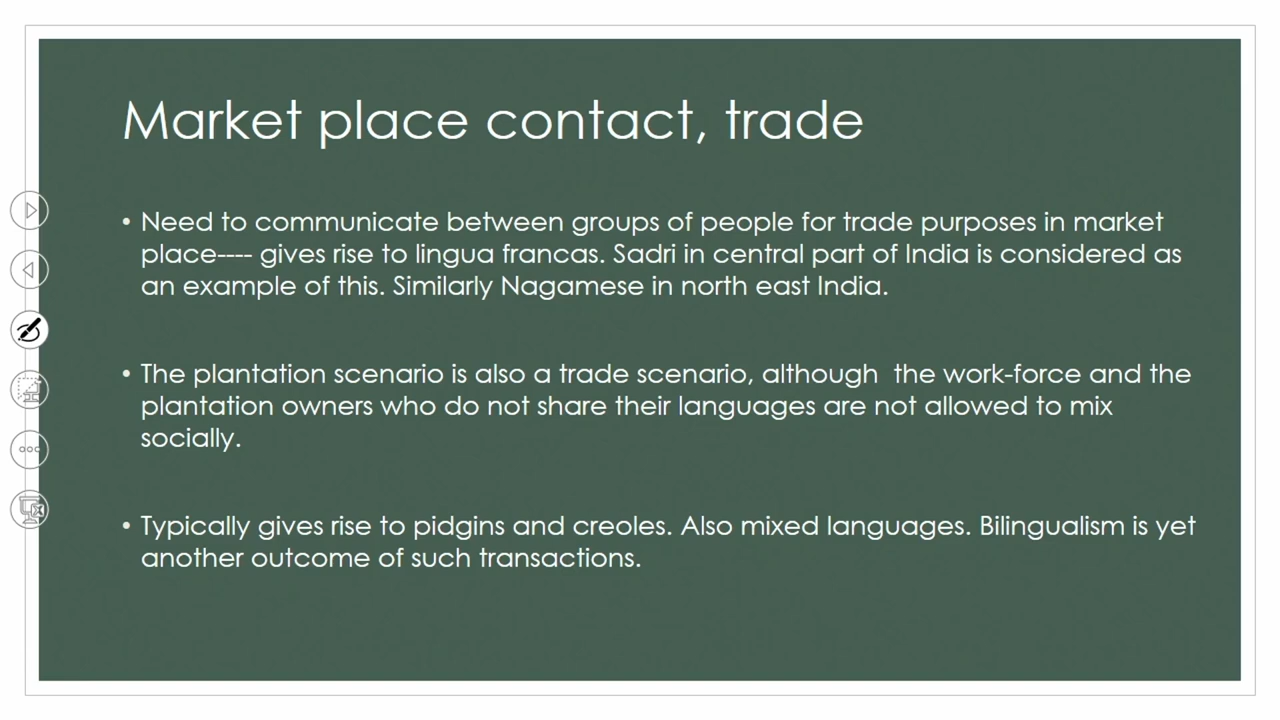 Market place contact, trade
• Need to communicate between groups of people for trade purposes in market
place---- gives rise to lingua francas. Sadri in central part of India is considered as
an example of this. Similarly Nagamese in north east India.
• The plantation scenario is also a trade scenario, although  the work-force and the
plantation owners who do not share their languages are not allowed to mix
socially.
• Typically gives rise to pidgins and creoles. Also mixed languages. Bilingualism is yet
another outcome of such transactions.